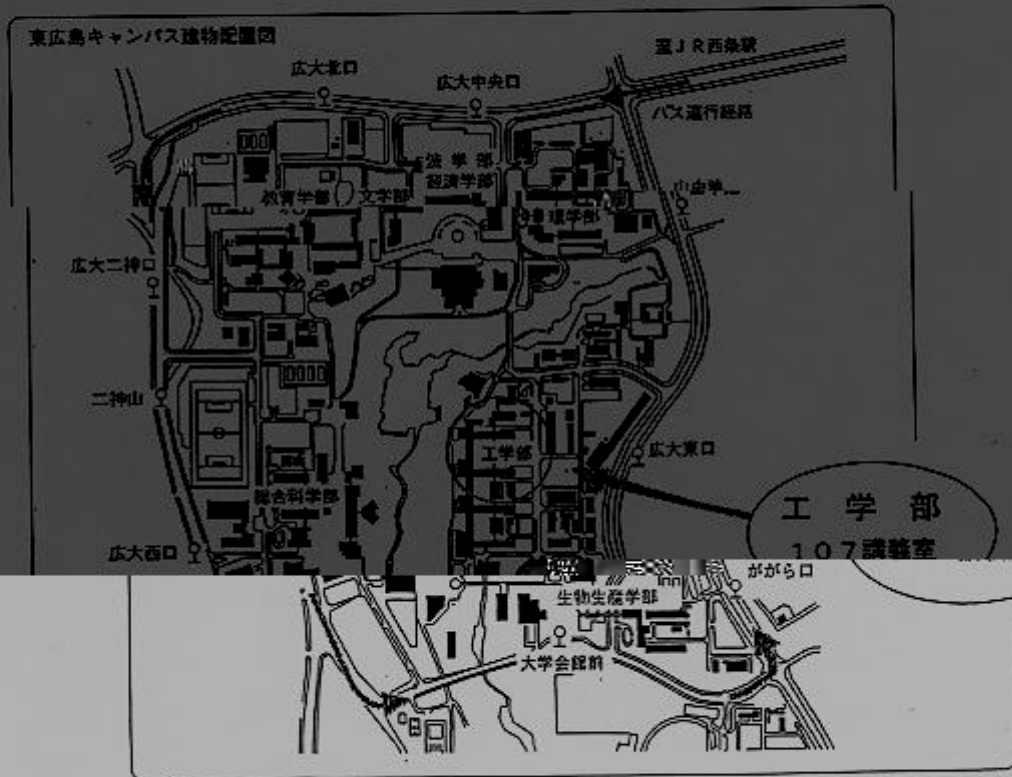 東広島キャンパス建物配置図
至JR西条駅
広大北口
広大中央口
バス運行経路
法学部
経済学部
教育学部
文学部
理学部
広大二神口
二神山
工学部
広大東口
総合科学部
工学部
107講義室
広大西口
ががら口
生物生産学部
大学会館前